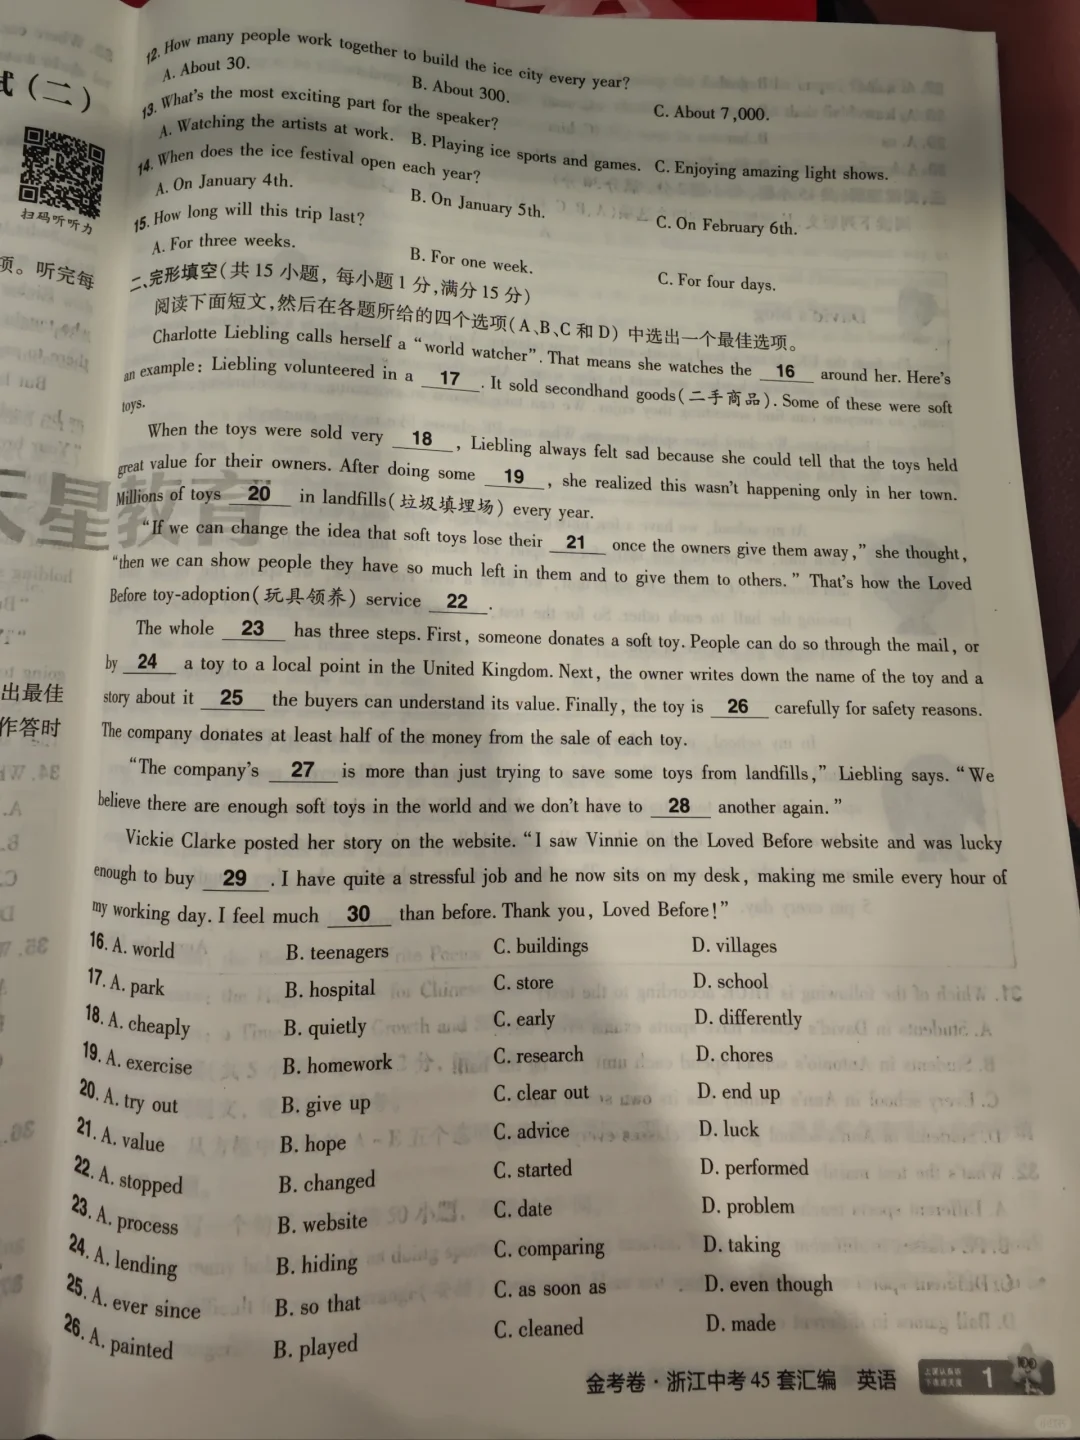 试(二)
扫码听听力
项。听完每
出最佳
作答时
12. How many people work together to build the ice city every year?
A. About 30. B. About 300. C. About 7,000.
13. What's the most exciting part for the speaker?
A. Watching the artists at work. B. Playing ice sports and games. C. Enjoying amazing light shows.
14. When does the ice festival open each year?
A. On January 4th. B. On January 5th. C. On February 6th.
15. How long will this trip last?
A. For three weeks. B. For one week. C. For four days.
二、完形填空(共 15 小题, 每小题 1 分,满分 15 分)
阅读下面短文,然后在各题所给的四个选项(A、B、C 和 D) 中选出一个最佳选项。
Charlotte Liebling calls herself a “world watcher”. That means she watches the 16 around her. Here's
an example: Liebling volunteered in a 17 . It sold secondhand goods(二手商品). Some of these were soft
toys.
When the toys were sold very 18 , Liebling always felt sad because she could tell that the toys held
great value for their owners. After doing some 19 , she realized this wasn't happening only in her town.
Millions of toys 20 in landfills(垃圾填埋场) every year.
“If we can change the idea that soft toys lose their 21 once the owners give them away,” she thought,
“then we can show people they have so much left in them and to give them to others.” That's how the Loved
Before toy-adoption(玩具领养) service 22 .
The whole 23 has three steps. First, someone donates a soft toy. People can do so through the mail, or
by 24 a toy to a local point in the United Kingdom. Next, the owner writes down the name of the toy and a
story about it 25 the buyers can understand its value. Finally, the toy is 26 carefully for safety reasons.
The company donates at least half of the money from the sale of each toy.
“The company's 27 is more than just trying to save some toys from landfills,” Liebling says. “We
believe there are enough soft toys in the world and we don't have to 28 another again.”
Vickie Clarke posted her story on the website. “I saw Vinnie on the Loved Before website and was lucky
enough to buy 29 . I have quite a stressful job and he now sits on my desk, making me smile every hour of
my working day. I feel much 30 than before. Thank you, Loved Before!”
16. A. world B. teenagers C. buildings D. villages
17. A. park B. hospital C. store D. school
18. A. cheaply B. quietly C. early D. differently
19. A. exercise B. homework C. research D. chores
20. A. try out B. give up C. clear out D. end up
21. A. value B. hope C. advice D. luck
22. A. stopped B. changed C. started D. performed
23. A. process B. website C. date D. problem
24. A. lending B. hiding C. comparing D. taking
25. A. ever since B. so that C. as soon as D. even though
26. A. painted B. played C. cleaned D. made
金考卷·浙江中考 45 套汇编 英语 1
天星教育